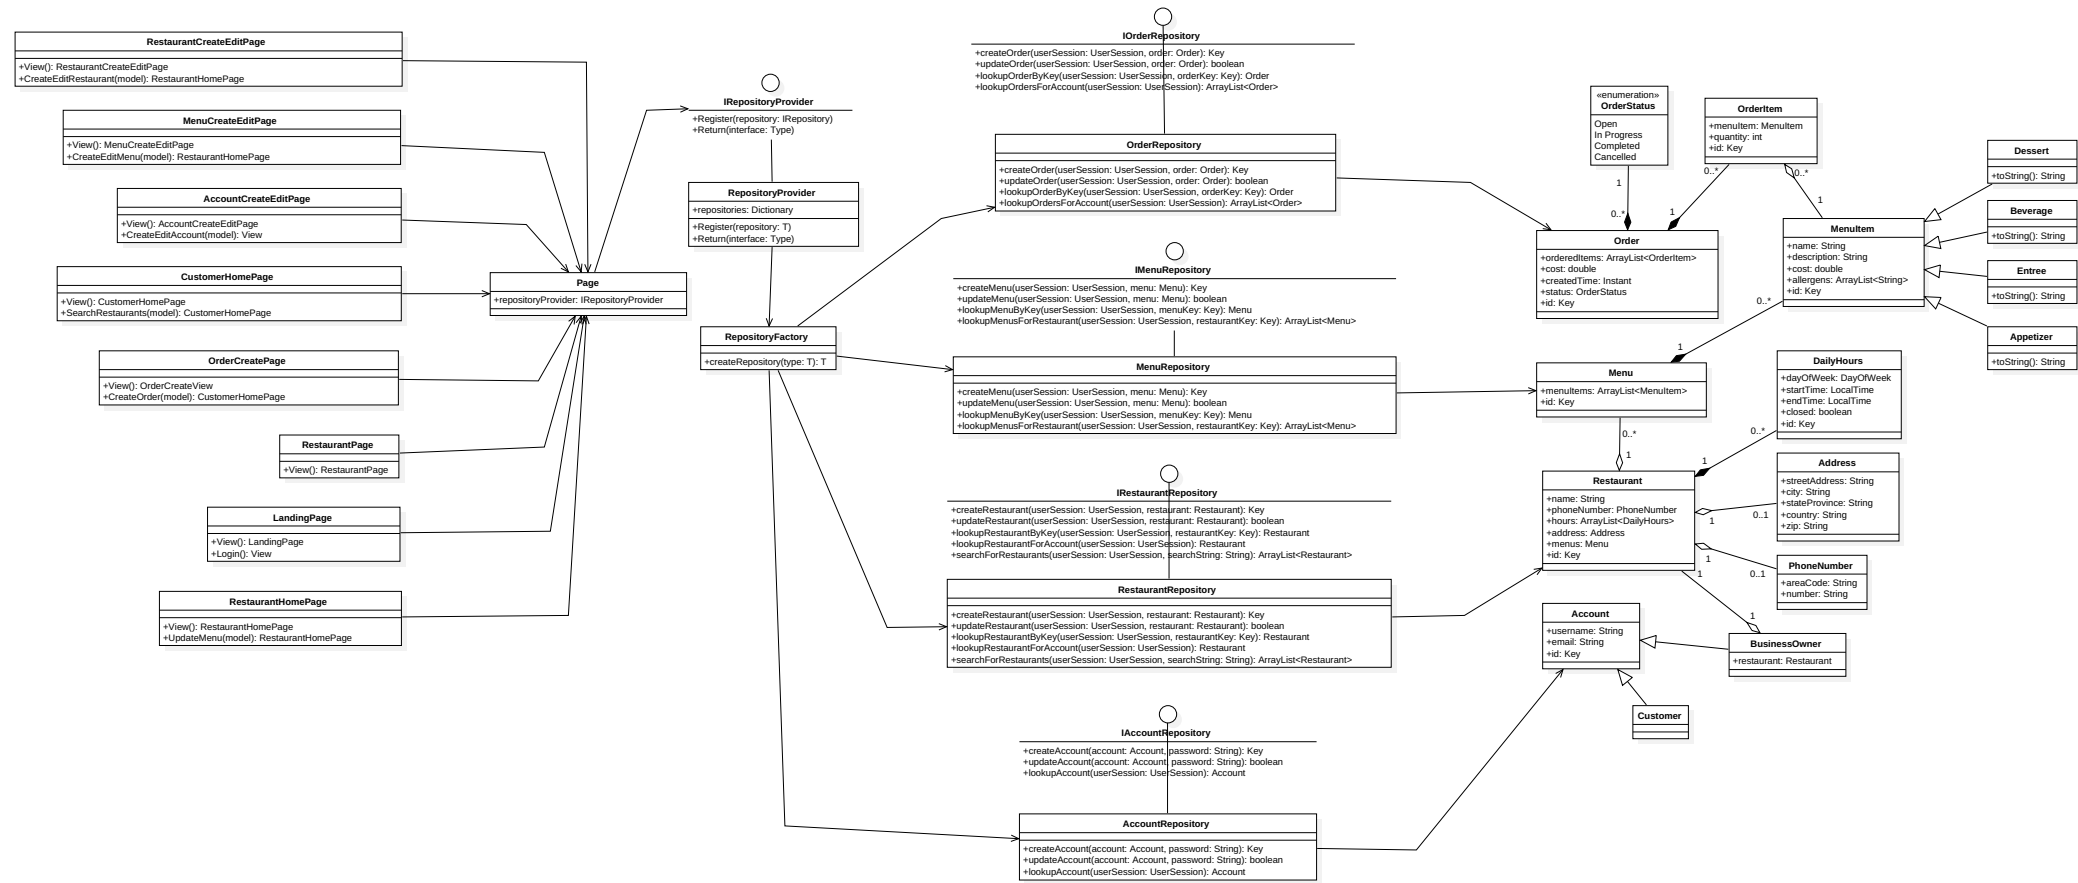 RestaurantCreateEditPage
+View(): RestaurantCreateEditPage
+CreateEditRestaurant(model): RestaurantHomePage
MenuCreateEditPage
+View(): MenuCreateEditPage
+CreateEditMenu(model): RestaurantHomePage
AccountCreateEditPage
+View(): AccountCreateEditPage
+CreateEditAccount(model): View
CustomerHomePage
+View(): CustomerHomePage
+SearchRestaurants(model): CustomerHomePage
OrderCreatePage
+View(): OrderCreateView
+CreateOrder(model): CustomerHomePage
RestaurantPage
+View(): RestaurantPage
LandingPage
+View(): LandingPage
+Login(): View
RestaurantHomePage
+View(): RestaurantHomePage
+UpdateMenu(model): RestaurantHomePage
Page
+repositoryProvider: IRepositoryProvider
IRepositoryProvider
+Register(repository: IRepository)
+Return(interface: Type)
RepositoryProvider
+repositories: Dictionary
+Register(repository: T)
+Return(interface: Type)
RepositoryFactory
+createRepository(type: T): T
IOrderRepository
+createOrder(userSession: UserSession, order: Order): Key
+updateOrder(userSession: UserSession, order: Order): boolean
+lookupOrderByKey(userSession: UserSession, orderKey: Key): Order
+lookupOrdersForAccount(userSession: UserSession): ArrayList<Order>
OrderRepository
+createOrder(userSession: UserSession, order: Order): Key
+updateOrder(userSession: UserSession, order: Order): boolean
+lookupOrderByKey(userSession: UserSession, orderKey: Key): Order
+lookupOrdersForAccount(userSession: UserSession): ArrayList<Order>
IMenuRepository
+createMenu(userSession: UserSession, menu: Menu): Key
+updateMenu(userSession: UserSession, menu: Menu): boolean
+lookupMenuByKey(userSession: UserSession, menuKey: Key): Menu
+lookupMenusForRestaurant(userSession: UserSession, restaurantKey: Key): ArrayList<Menu>
MenuRepository
+createMenu(userSession: UserSession, menu: Menu): Key
+updateMenu(userSession: UserSession, menu: Menu): boolean
+lookupMenuByKey(userSession: UserSession, menuKey: Key): Menu
+lookupMenusForRestaurant(userSession: UserSession, restaurantKey: Key): ArrayList<Menu>
IRestaurantRepository
+createRestaurant(userSession: UserSession, restaurant: Restaurant): Key
+updateRestaurant(userSession: UserSession, restaurant: Restaurant): boolean
+lookupRestaurantByKey(userSession: UserSession, restaurantKey: Key): Restaurant
+lookupRestaurantForAccount(userSession: UserSession): Restaurant
+searchForRestaurants(userSession: UserSession, searchString: String): ArrayList<Restaurant>
RestaurantRepository
+createRestaurant(userSession: UserSession, restaurant: Restaurant): Key
+updateRestaurant(userSession: UserSession, restaurant: Restaurant): boolean
+lookupRestaurantByKey(userSession: UserSession, restaurantKey: Key): Restaurant
+lookupRestaurantForAccount(userSession: UserSession): Restaurant
+searchForRestaurants(userSession: UserSession, searchString: String): ArrayList<Restaurant>
IAccountRepository
+createAccount(account: Account, password: String): Key
+updateAccount(account: Account, password: String): boolean
+lookupAccount(userSession: UserSession): Account
AccountRepository
+createAccount(account: Account, password: String): Key
+updateAccount(account: Account, password: String): boolean
+lookupAccount(userSession: UserSession): Account
«enumeration»
OrderStatus
Open
In Progress
Completed
Cancelled
1
0..*
OrderItem
+menuItem: MenuItem
+quantity: int
+id: Key
0..*
1
0..*
1
Order
+orderedItems: ArrayList<OrderItem>
+cost: double
+createdTime: Instant
+status: OrderStatus
+id: Key
MenuItem
+name: String
+description: String
+cost: double
+allergens: ArrayList<String>
+id: Key
0..*
1
Dessert
+toString(): String
Beverage
+toString(): String
Entree
+toString(): String
Appetizer
+toString(): String
Menu
+menuItems: ArrayList<MenuItem>
+id: Key
0..*
1
DailyHours
+dayOfWeek: DayOfWeek
+startTime: LocalTime
+endTime: LocalTime
+closed: boolean
+id: Key
0..*
1
Restaurant
+name: String
+phoneNumber: PhoneNumber
+hours: ArrayList<DailyHours>
+address: Address
+menus: Menu
+id: Key
Address
+streetAddress: String
+city: String
+stateProvince: String
+country: String
+zip: String
0..1
1
PhoneNumber
+areaCode: String
+number: String
0..1
1
1
1
Account
+username: String
+email: String
+id: Key
BusinessOwner
+restaurant: Restaurant
Customer